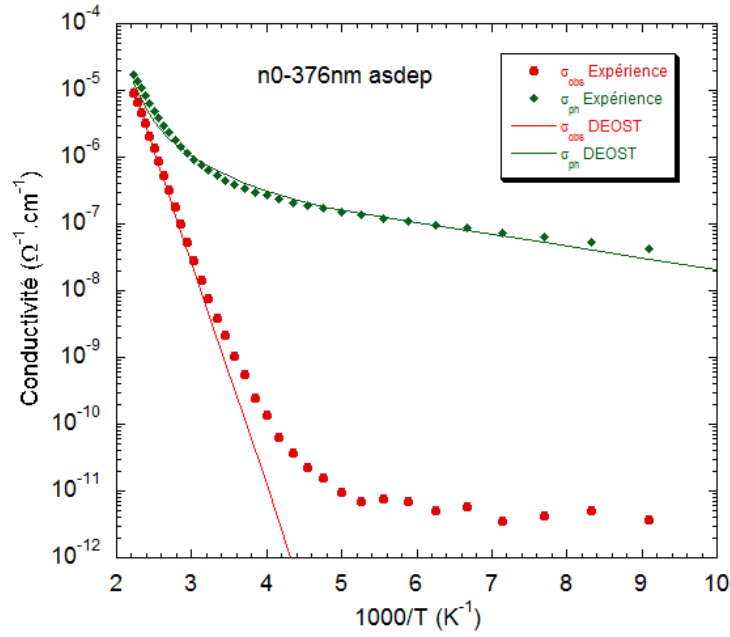 n0-376nm asdep
σobs Expérience
σph Expérience
σobs DEOST
σph DEOST
Conductivité (Ω⁻¹.cm⁻¹)
10⁻⁴
10⁻⁵
10⁻⁶
10⁻⁷
10⁻⁸
10⁻⁹
10⁻¹⁰
10⁻¹¹
10⁻¹²
2 3 4 5 6 7 8 9 10
1000/T (K⁻¹)